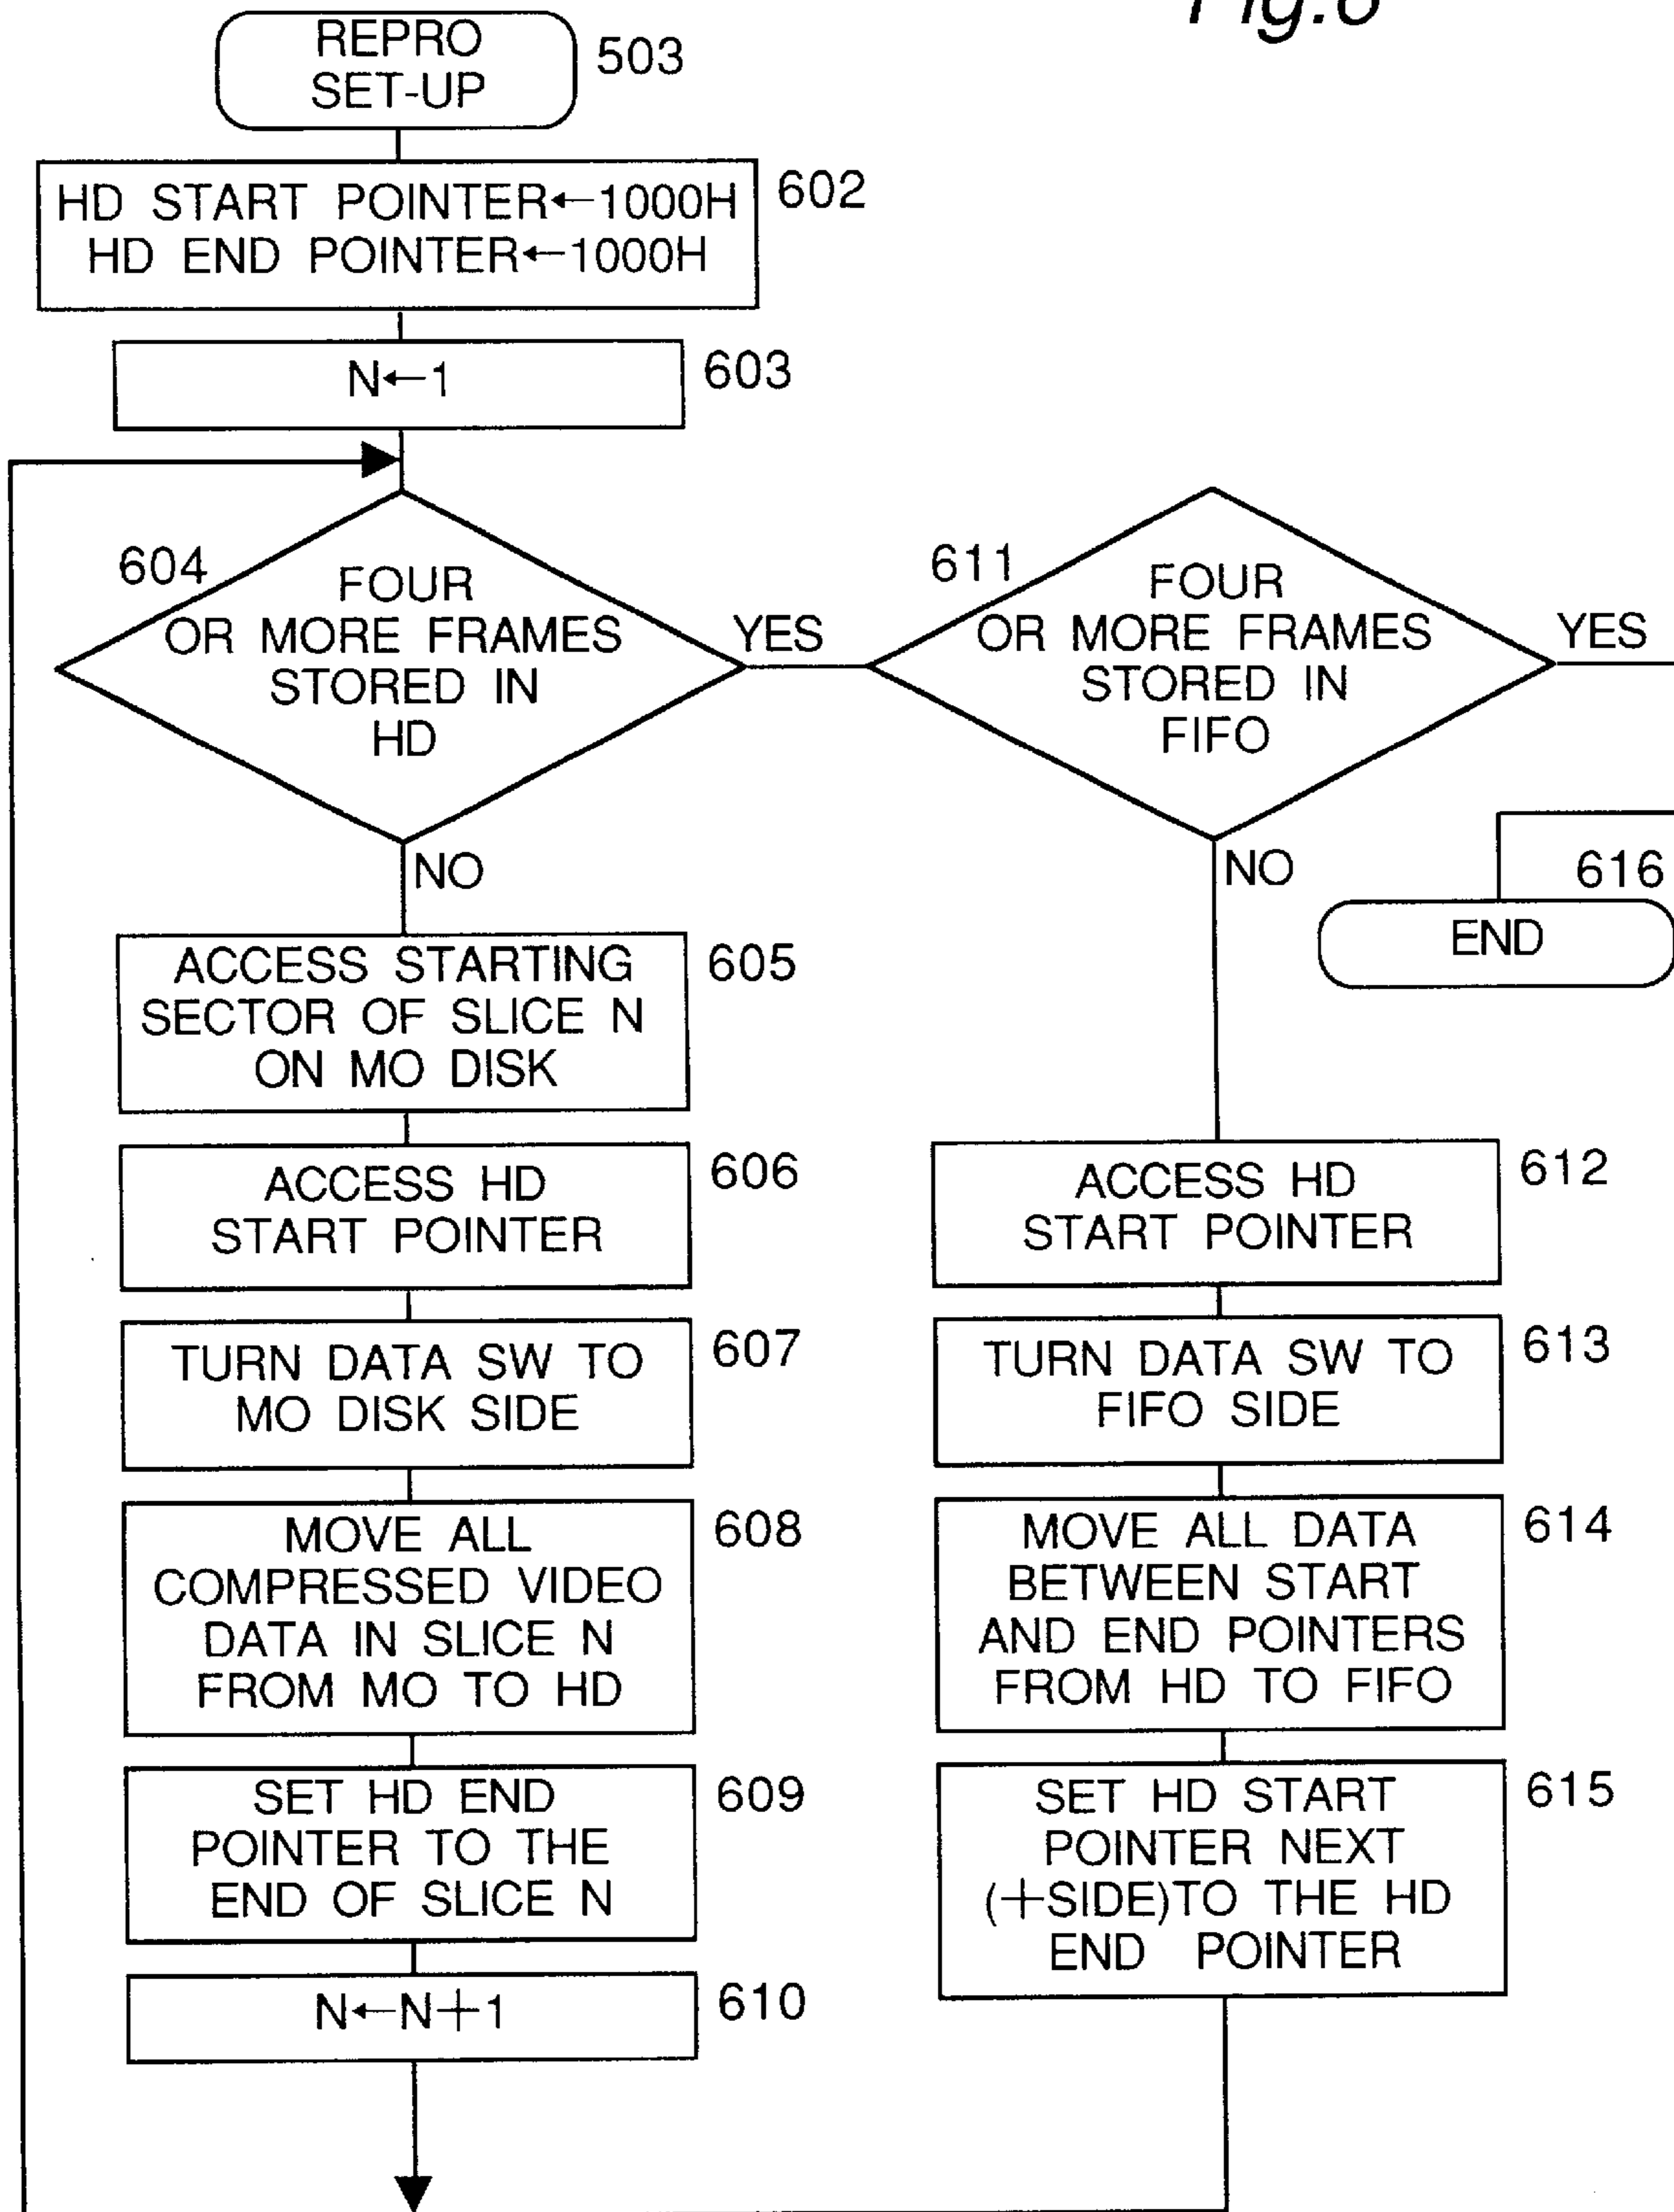 Fig.6
REPRO
SET-UP
503
HD START POINTER←1000H
HD END POINTER←1000H
602
N←1
603
604
FOUR
OR MORE FRAMES
STORED IN
HD
YES
NO
611
FOUR
OR MORE FRAMES
STORED IN
FIFO
YES
NO
616
END
ACCESS STARTING
SECTOR OF SLICE N
ON MO DISK
605
ACCESS HD
START POINTER
606
TURN DATA SW TO
MO DISK SIDE
607
MOVE ALL
COMPRESSED VIDEO
DATA IN SLICE N
FROM MO TO HD
608
SET HD END
POINTER TO THE
END OF SLICE N
609
N←N+1
610
ACCESS HD
START POINTER
612
TURN DATA SW TO
FIFO SIDE
613
MOVE ALL DATA
BETWEEN START
AND END POINTERS
FROM HD TO FIFO
614
SET HD START
POINTER NEXT
(+SIDE)TO THE HD
END POINTER
615